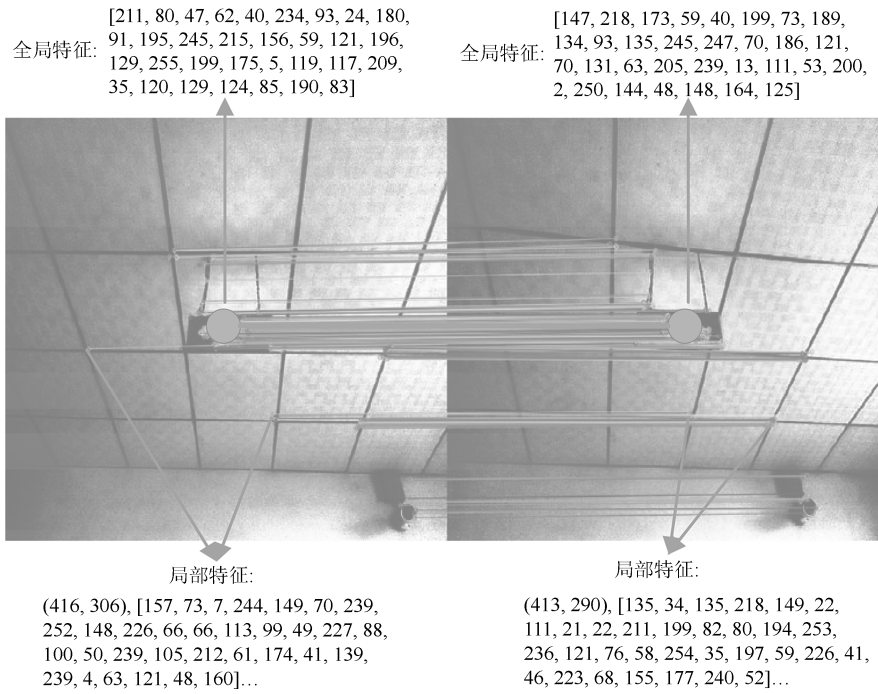 全局特征:
[211, 80, 47, 62, 40, 234, 93, 24, 180,
91, 195, 245, 215, 156, 59, 121, 196,
129, 255, 199, 175, 5, 119, 117, 209,
35, 120, 129, 124, 85, 190, 83]
全局特征:
[147, 218, 173, 59, 40, 199, 73, 189,
134, 93, 135, 245, 247, 70, 186, 121,
70, 131, 63, 205, 239, 13, 111, 53, 200,
2, 250, 144, 48, 148, 164, 125]
局部特征:
(416, 306), [157, 73, 7, 244, 149, 70, 239,
252, 148, 226, 66, 66, 113, 99, 49, 227, 88,
100, 50, 239, 105, 212, 61, 174, 41, 139,
239, 4, 63, 121, 48, 160]…
局部特征:
(413, 290), [135, 34, 135, 218, 149, 22,
111, 21, 22, 211, 199, 82, 80, 194, 253,
236, 121, 76, 58, 254, 35, 197, 59, 226, 41,
46, 223, 68, 155, 177, 240, 52]…